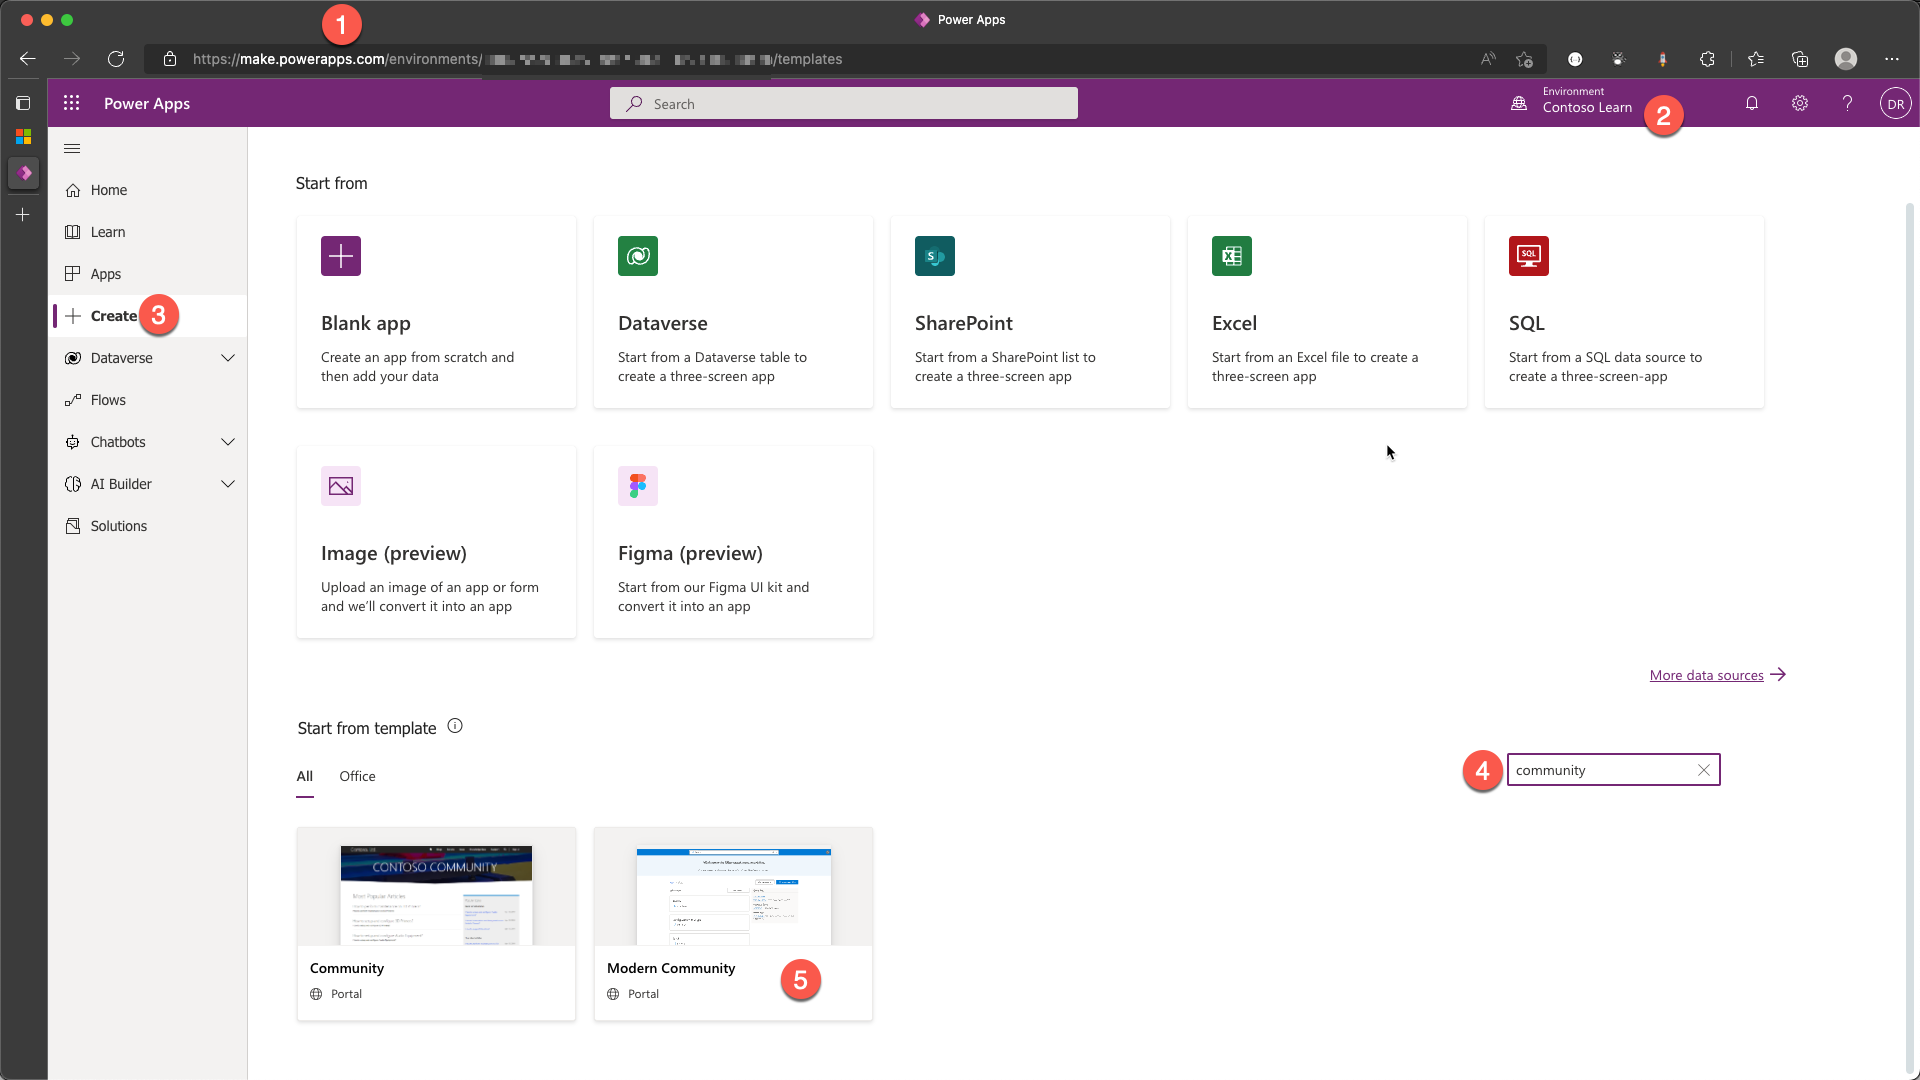 1
Power Apps
https://make.powerapps.com/environments/
/templates
Power Apps
Search
Environment
Contoso Learn
2
DR
Home
Learn
Apps
Create
3
Dataverse
Flows
Chatbots
AI Builder
Solutions
Start from
Blank app
Create an app from scratch and
then add your data
Dataverse
Start from a Dataverse table to
create a three-screen app
S
SharePoint
Start from a SharePoint list to
create a three-screen app
X
Excel
Start from an Excel file to create a
three-screen app
SQL
SQL
Start from a SQL data source to
create a three-screen-app
Image (preview)
Upload an image of an app or form
and we'll convert it into an app
Figma (preview)
Start from our Figma UI kit and
convert it into an app
More data sources
Start from template
All
Office
4
community
CONTOSO COMMUNITY
Most Popular Articles
Community
Portal
Modern Community
Portal
5